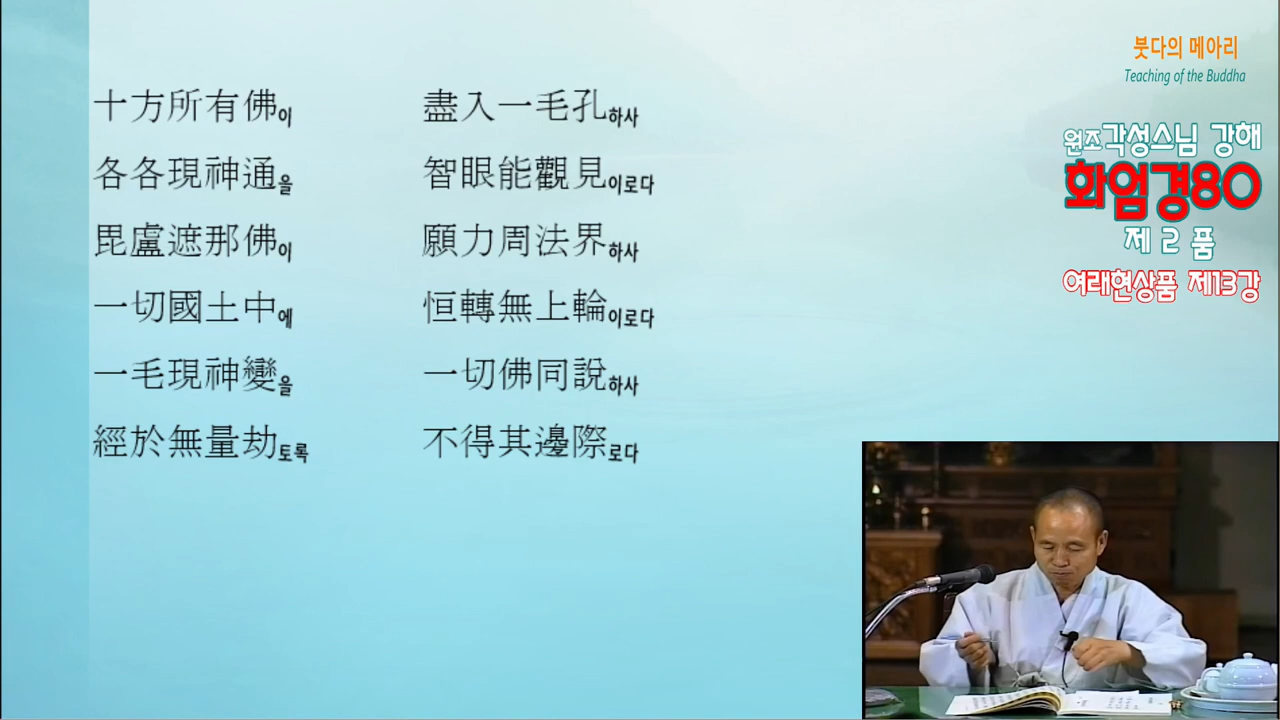 十方所有佛이 盡入一毛孔하사
各各現神通을 智眼能觀見이로다
毘盧遮那佛이 願力周法界하사
一切國土中에 恒轉無上輪이로다
一毛現神變을 一切佛同說하사
經於無量劫토록 不得其邊際로다
붓다의 메아리
Teaching of the Buddha
원조각성스님 강해
화엄경80
제2품
여래현상품 제13강